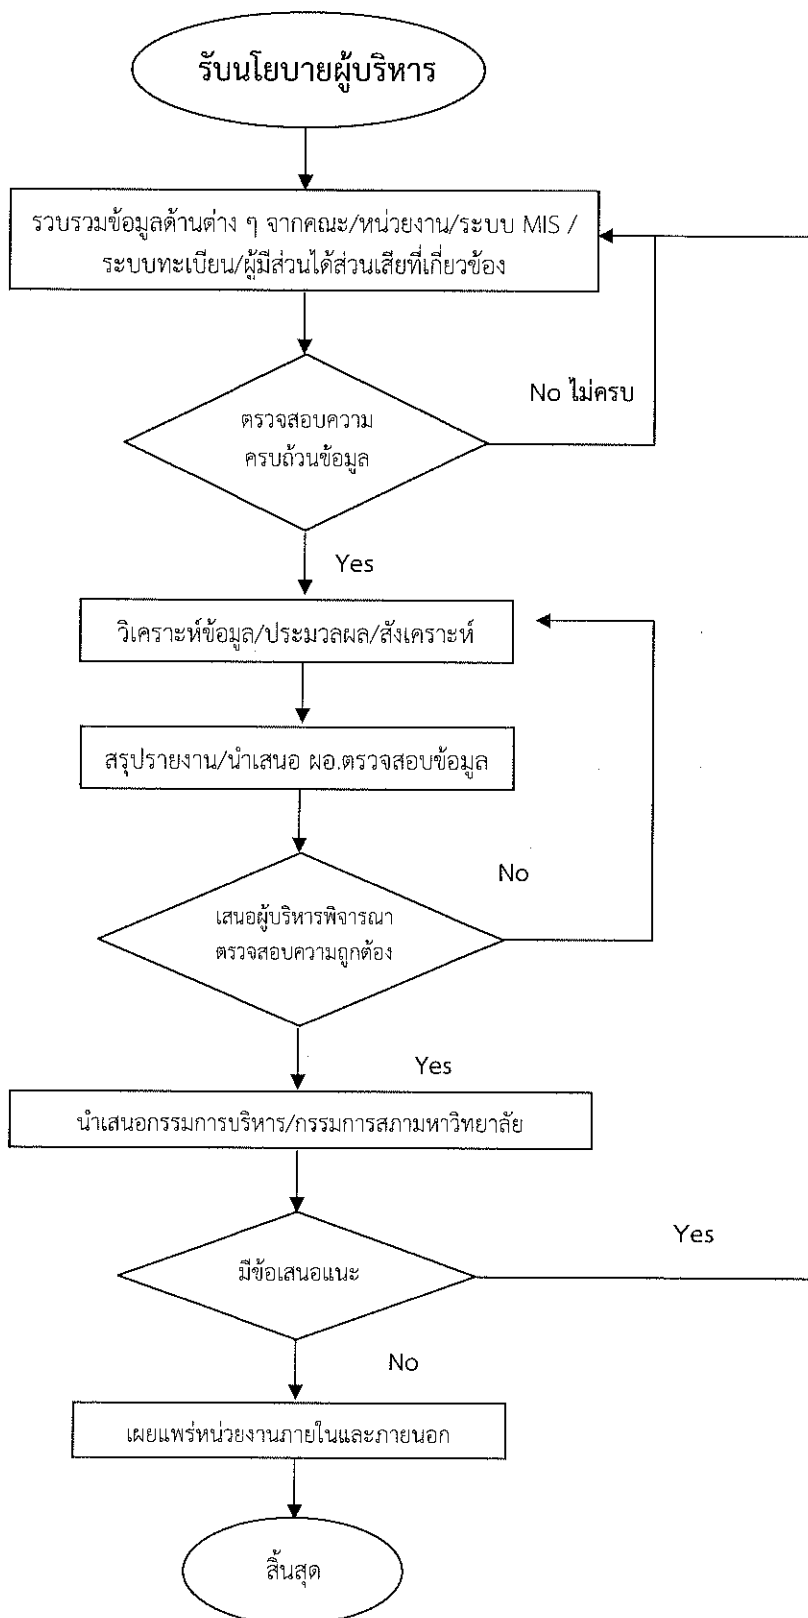 รับนโยบายผู้บริหาร
รวบรวมข้อมูลด้านต่าง ๆ จากคณะ/หน่วยงาน/ระบบ MIS /
ระบบทะเบียน/ผู้มีส่วนได้ส่วนเสียที่เกี่ยวข้อง
No ไม่ครบ
ตรวจสอบความ
ครบถ้วนข้อมูล
Yes
วิเคราะห์ข้อมูล/ประมวลผล/สังเคราะห์
สรุปรายงาน/นำเสนอ ผอ.ตรวจสอบข้อมูล
No
เสนอผู้บริหารพิจารณา
ตรวจสอบความถูกต้อง
Yes
นำเสนอกรรมการบริหาร/กรรมการสภามหาวิทยาลัย
Yes
มีข้อเสนอแนะ
No
เผยแพร่หน่วยงานภายในและภายนอก
สิ้นสุด